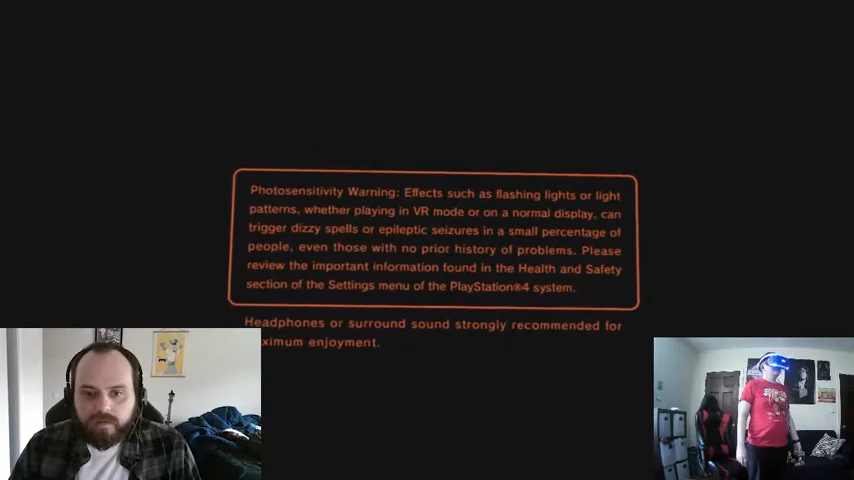 Photosensitivity Warning: Effects such as flashing lights or light
patterns, whether playing in VR mode or on a normal display, can
trigger dizzy spells or epileptic seizures in a small percentage of
people, even those with no prior history of problems. Please
review the important information found in the Health and Safety
section of the Settings menu of the PlayStation®4 system.
Headphones or surround sound strongly recommended for
enjoyment.